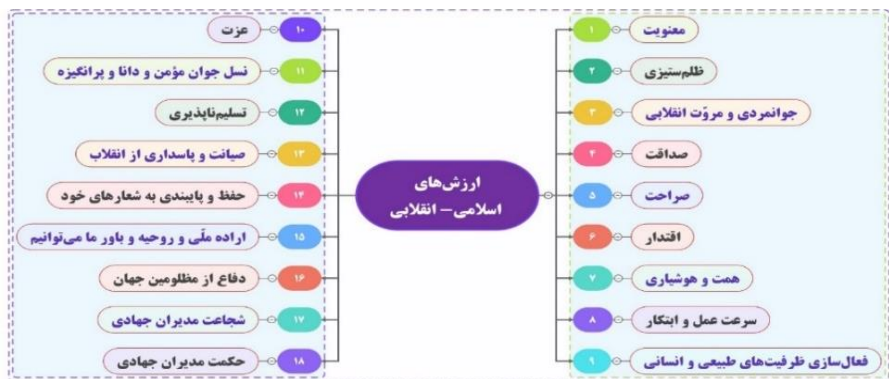 ارزش‌های
اسلامی– انقلابی
۱ معنویت
۲ ظلم‌ستیزی
۳ جوانمردی و مروّت انقلابی
۴ صداقت
۵ صراحت
۶ اقتدار
۷ همت و هوشیاری
۸ سرعت عمل و ابتکار
۹ فعال‌سازی ظرفیت‌های طبیعی و انسانی
۱۰ عزت
۱۱ نسل جوان مؤمن و دانا و پرانگیزه
۱۲ تسلیم‌ناپذیری
۱۳ صیانت و پاسداری از انقلاب
۱۴ حفظ و پایبندی به شعارهای خود
۱۵ اراده ملّی و روحیه و باور ما می‌توانیم
۱۶ دفاع از مظلومین جهان
۱۷ شجاعت مدیران جهادی
۱۸ حکمت مدیران جهادی